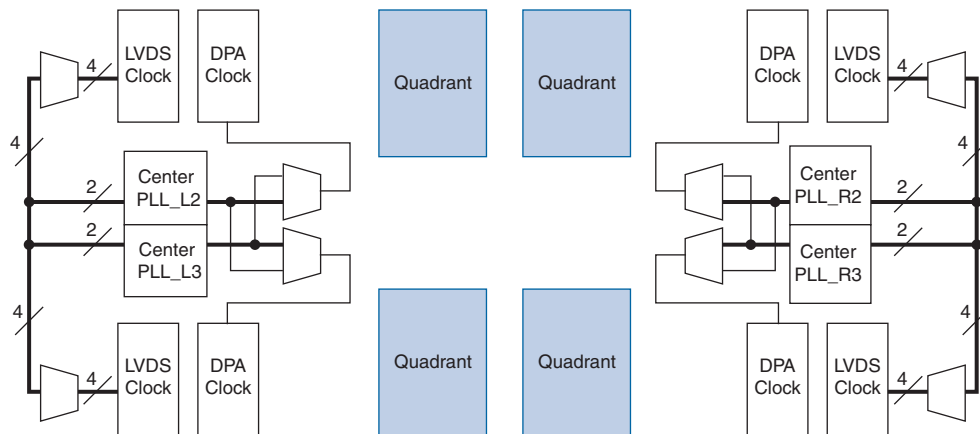 4
LVDS
Clock
DPA
Clock
Quadrant
Quadrant
DPA
Clock
LVDS
Clock
4
4
2
Center
PLL_L2
Center
PLL_R2
2
4
2
Center
PLL_L3
Center
PLL_R3
2
4
4
4
LVDS
Clock
DPA
Clock
Quadrant
Quadrant
DPA
Clock
LVDS
Clock
4